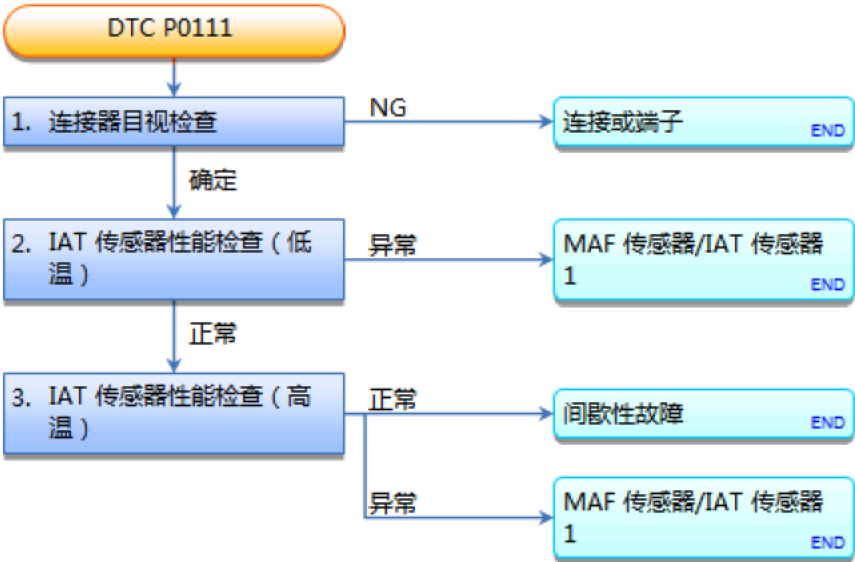 DTC P0111
1. 连接器目视检查
NG
连接或端子
END
确定
2. IAT 传感器性能检查（低
温）
异常
MAF 传感器/IAT 传感器
1
END
正常
3. IAT 传感器性能检查（高
温）
正常
间歇性故障
END
异常
MAF 传感器/IAT 传感器
1
END